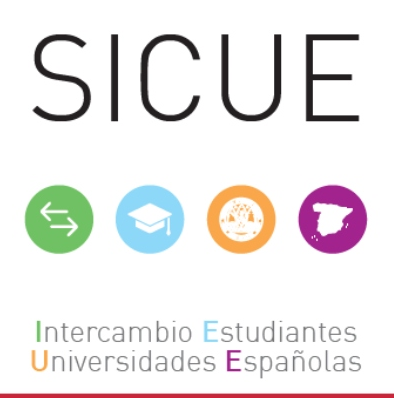 SICUE
Intercambio Estudiantes
Universidades Españolas